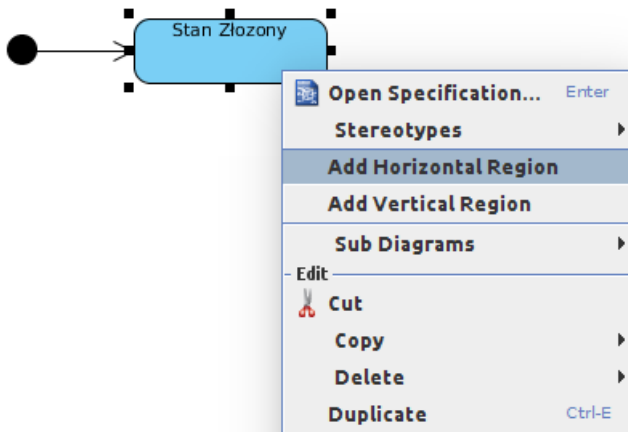 Stan Złozony
Open Specification... Enter
Stereotypes
Add Horizontal Region
Add Vertical Region
Sub Diagrams
Edit
Cut
Copy
Delete
Duplicate Ctrl-E